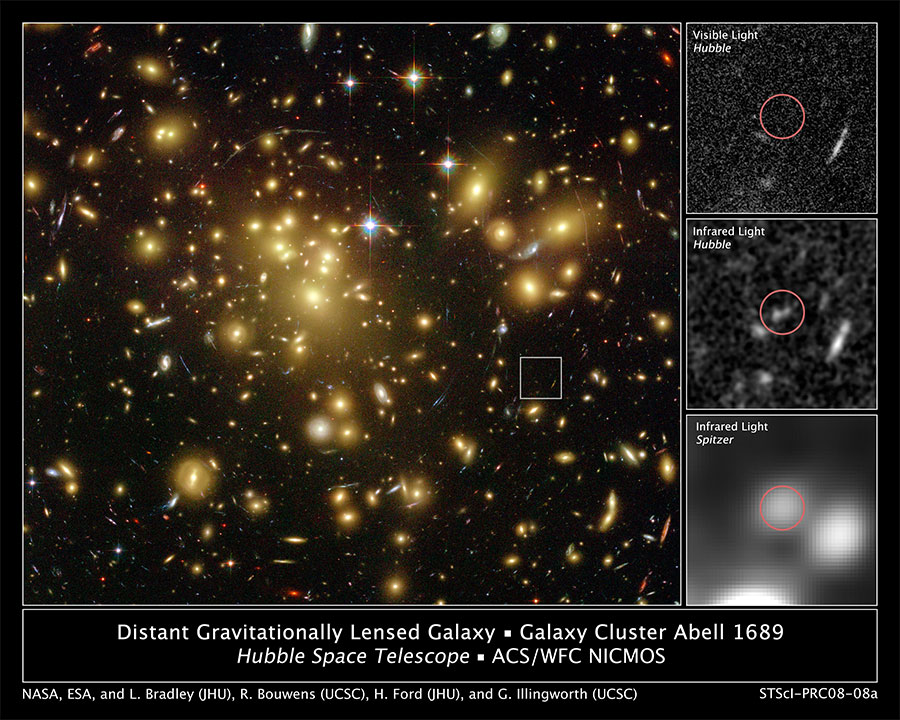 Visible Light
Hubble
Infrared Light
Hubble
Infrared Light
Spitzer
Distant Gravitationally Lensed Galaxy ▪ Galaxy Cluster Abell 1689
Hubble Space Telescope ▪ ACS/WFC NICMOS
NASA, ESA, and L. Bradley (JHU), R. Bouwens (UCSC), H. Ford (JHU), and G. Illingworth (UCSC)
STScI-PRC08-08a